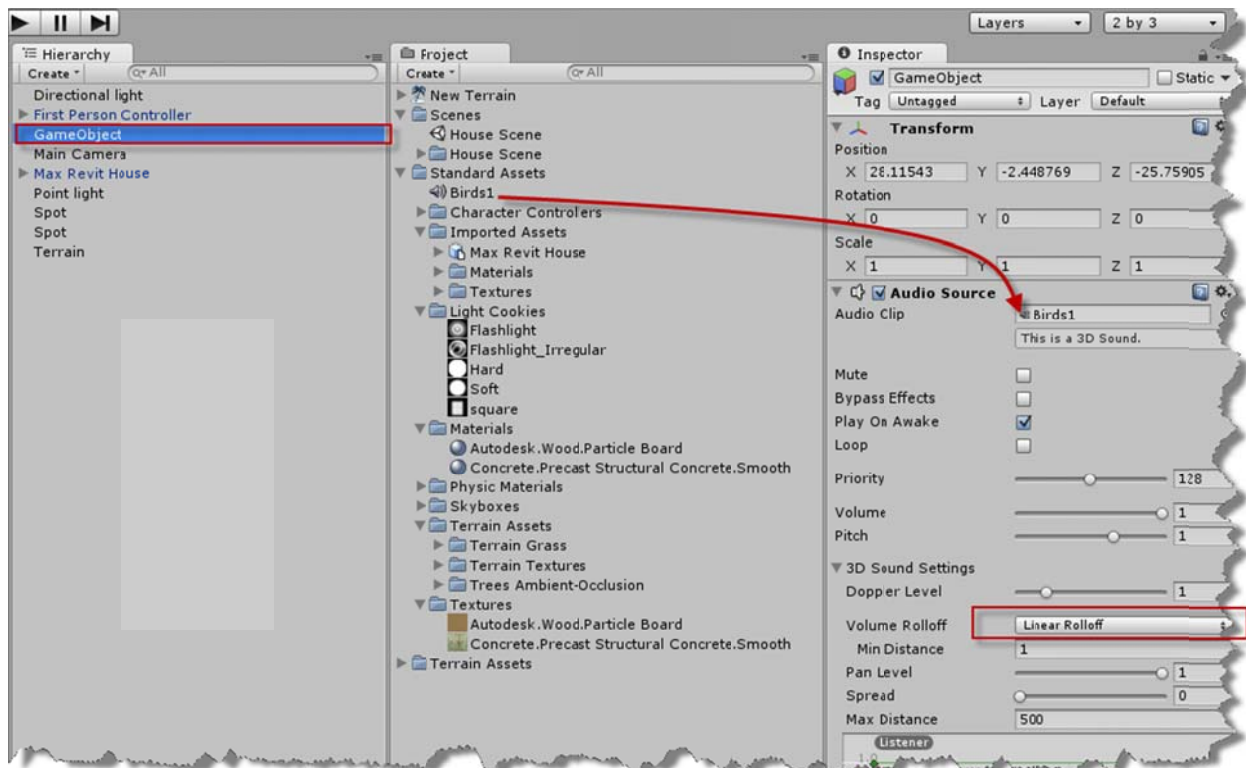 Layers
2 by 3
Hierarchy
Create
All
Directional light
First Person Controller
GameObject
Main Camera
Max Revit House
Point light
Spot
Spot
Terrain
Project
Create
All
New Terrain
Scenes
House Scene
House Scene
Standard Assets
Birds1
Character Controlers
Imported Assets
Max Revit House
Materials
Textures
Light Cookies
Flashlight
Flashlight_Irregular
Hard
Soft
square
Materials
Autodesk.Wood.Particle Board
Concrete.Precast Structural Concrete.Smooth
Physic Materials
Skyboxes
Terrain Assets
Terrain Grass
Terrain Textures
Trees Ambient-Occlusion
Textures
Autodesk.Wood.Particle Board
Concrete.Precast Structural Concrete.Smooth
Terrain Assets
Inspector
GameObject
Static
Tag Untagged Layer Default
Transform
Position
X 28.11543 Y -2.448769 Z -25.75905
Rotation
X 0 Y 0 Z 0
Scale
X 1 Y 1 Z 1
Audio Source
Audio Clip Birds1
This is a 3D Sound.
Mute
Bypass Effects
Play On Awake
Loop
Priority 128
Volume 1
Pitch 1
3D Sound Settings
Dopper Level 1
Volume Rolloff Linear Rolloff
Min Distance 1
Pan Level 1
Spread 0
Max Distance 500
Listener